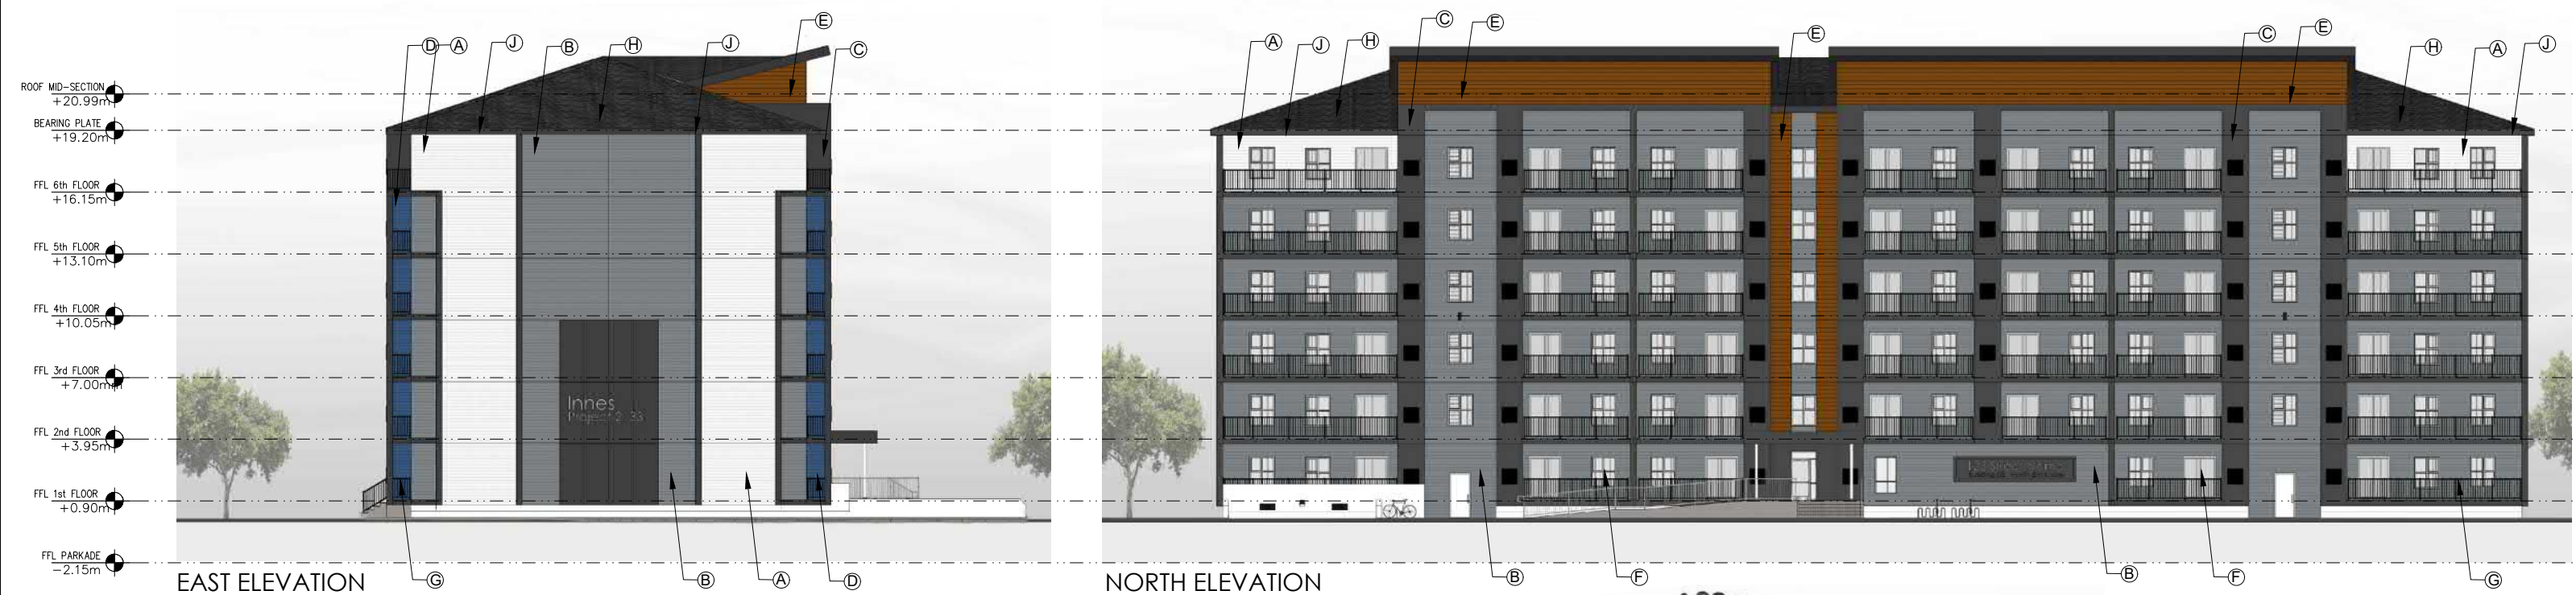 D A J B H J E C
A J H C E E C E H A J
ROOF MID-SECTION
+20.99m
BEARING PLATE
+19.20m
FFL 6th FLOOR
+16.15m
FFL 5th FLOOR
+13.10m
FFL 4th FLOOR
+10.05m
FFL 3rd FLOOR
+7.00m
FFL 2nd FLOOR
+3.95m
FFL 1st FLOOR
+0.90m
FFL PARKADE
-2.15m
Innes
Project
G B A D
B F B F G
EAST ELEVATION
NORTH ELEVATION